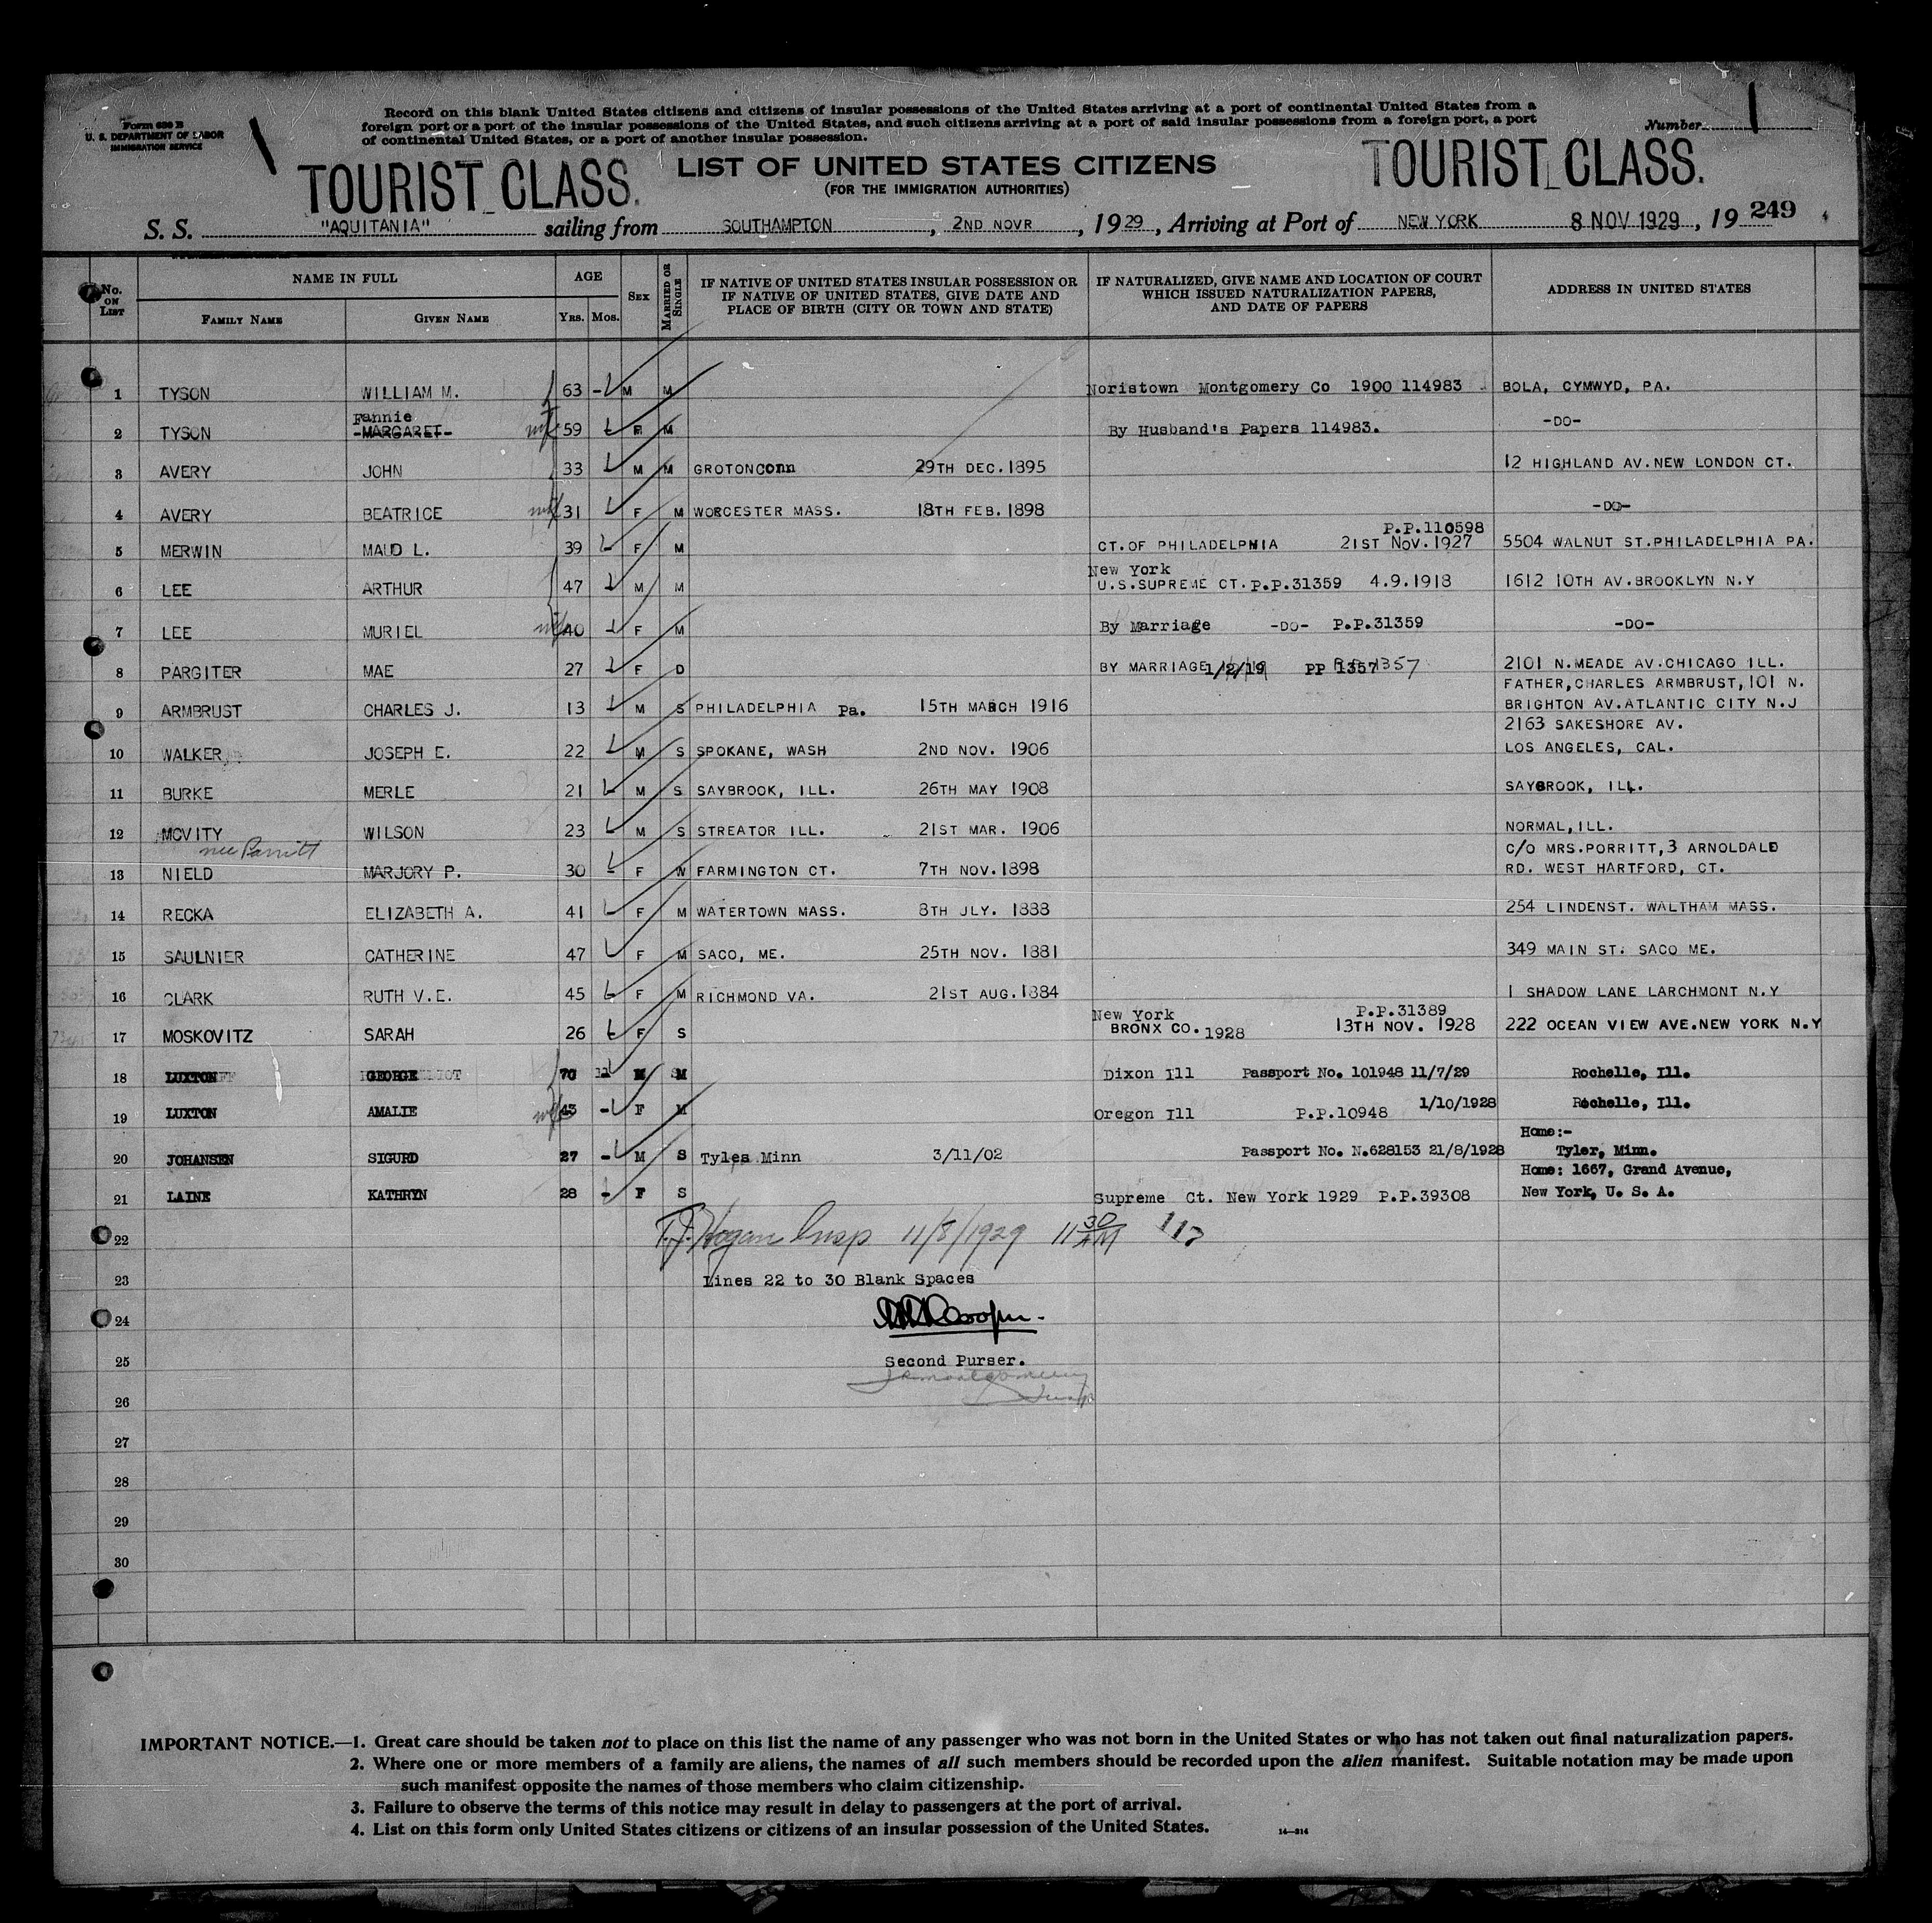 Form 630 B
U. S. DEPARTMENT OF LABOR
IMMIGRATION SERVICE
Record on this blank United States citizens and citizens of insular possessions of the United States arriving at a port of continental United States from a
foreign port or a port of the insular possessions of the United States, and such citizens arriving at a port of said insular possessions from a foreign port, a port
of continental United States, or a port of another insular possession.
Number 1
TOURIST CLASS. LIST OF UNITED STATES CITIZENS TOURIST CLASS.
(FOR THE IMMIGRATION AUTHORITIES)
S. S. "AQUITANIA" sailing from SOUTHAMPTON, 2ND NOVR, 1929, Arriving at Port of NEW YORK 8 NOV 1929, 19 249
No. ON LIST NAME IN FULL AGE SEX MARRIED OR SINGLE IF NATIVE OF UNITED STATES INSULAR POSSESSION OR IF NATIVE OF UNITED STATES, GIVE DATE AND PLACE OF BIRTH (CITY OR TOWN AND STATE) IF NATURALIZED, GIVE NAME AND LOCATION OF COURT WHICH ISSUED NATURALIZATION PAPERS, AND DATE OF PAPERS ADDRESS IN UNITED STATES
FAMILY NAME GIVEN NAME YRS. MOS.
1 TYSON WILLIAM M. 63 - M M Noristown Montgomery Co 1900 114983 BOLA, CYMWYD, PA.
Fannie
2 TYSON MARGARET 59 F M By Husband's Papers 114983. -DO-
3 AVERY JOHN 33 M M GROTON Conn 29TH DEC. 1895 12 HIGHLAND AV. NEW LONDON CT.
4 AVERY BEATRICE 31 F M WORCESTER MASS. 18TH FEB. 1898 -DO-
P.P.110598
5 MERWIN MAUD L. 39 F M CT. OF PHILADELPHIA 21ST NOV. 1927 5504 WALNUT ST. PHILADELPHIA PA.
New York
6 LEE ARTHUR 47 M M U.S. SUPREME CT. P.P.31359 4.9.1918 1612 10TH AV. BROOKLYN N.Y
7 LEE MURIEL 40 F M By Marriage -DO- P.P.31359 -DO-
8 PARGITER MAE 27 F D BY MARRIAGE 1/2/19 PP 1357 2101 N. MEADE AV. CHICAGO ILL.
FATHER, CHARLES ARMBRUST, 101 N.
9 ARMBRUST CHARLES J. 13 M S PHILADELPHIA Pa. 15TH MARCH 1916 BRIGHTON AV. ATLANTIC CITY N.J
2163 SAKESHORE AV.
10 WALKER JOSEPH E. 22 M S SPOKANE, WASH 2ND NOV. 1906 LOS ANGELES, CAL.
11 BURKE MERLE 21 M S SAYBROOK, ILL. 26TH MAY 1908 SAYBROOK, ILL.
12 MCVITY WILSON 23 M S STREATOR ILL. 21ST MAR. 1906 NORMAL, ILL.
nee Porritt C/O MRS. PORRITT, 3 ARNOLDALE
13 NIELD MARJORY P. 30 F W FARMINGTON CT. 7TH NOV. 1898 RD. WEST HARTFORD, CT.
14 RECKA ELIZABETH A. 41 F M WATERTOWN MASS. 8TH JLY. 1888 254 LINDENST. WALTHAM MASS.
15 SAULNIER CATHERINE 47 F M SACO, ME. 25TH NOV. 1881 349 MAIN ST. SACO ME.
16 CLARK RUTH V.E. 45 F M RICHMOND VA. 21ST AUG. 1884 1 SHADOW LANE LARCHMONT N.Y
New York P.P.31389
17 MOSKOVITZ SARAH 26 F S BRONX CO. 1928 13TH NOV. 1928 222 OCEAN VIEW AVE. NEW YORK N.Y
18 LUXTON GEORGE 70 11 M M Dixon Ill Passport No. 101948 11/7/29 Rochelle, Ill.
19 LUXTON AMALIE 43 - F M Oregon Ill P.P.10948 1/10/1928 Rochelle, Ill.
Home:-
20 JOHANSEN SIGURD 27 - M S Tyles Minn 3/11/02 Passport No. N.628153 21/8/1928 Tyler, Minn.
Home: 1667, Grand Avenue,
21 LAINE KATHRYN 28 - F S Supreme Ct. New York 1929 P.P.39308 New York, U. S. A.
22 T.J. Hogan Insp 11/8/1929 11 30 AM
23 Lines 22 to 30 Blank Spaces
24
25 Second Purser.
26
27
28
29
30
IMPORTANT NOTICE.—1. Great care should be taken not to place on this list the name of any passenger who was not born in the United States or who has not taken out final naturalization papers.
2. Where one or more members of a family are aliens, the names of all such members should be recorded upon the alien manifest. Suitable notation may be made upon
such manifest opposite the names of those members who claim citizenship.
3. Failure to observe the terms of this notice may result in delay to passengers at the port of arrival.
4. List on this form only United States citizens or citizens of an insular possession of the United States.
14—214